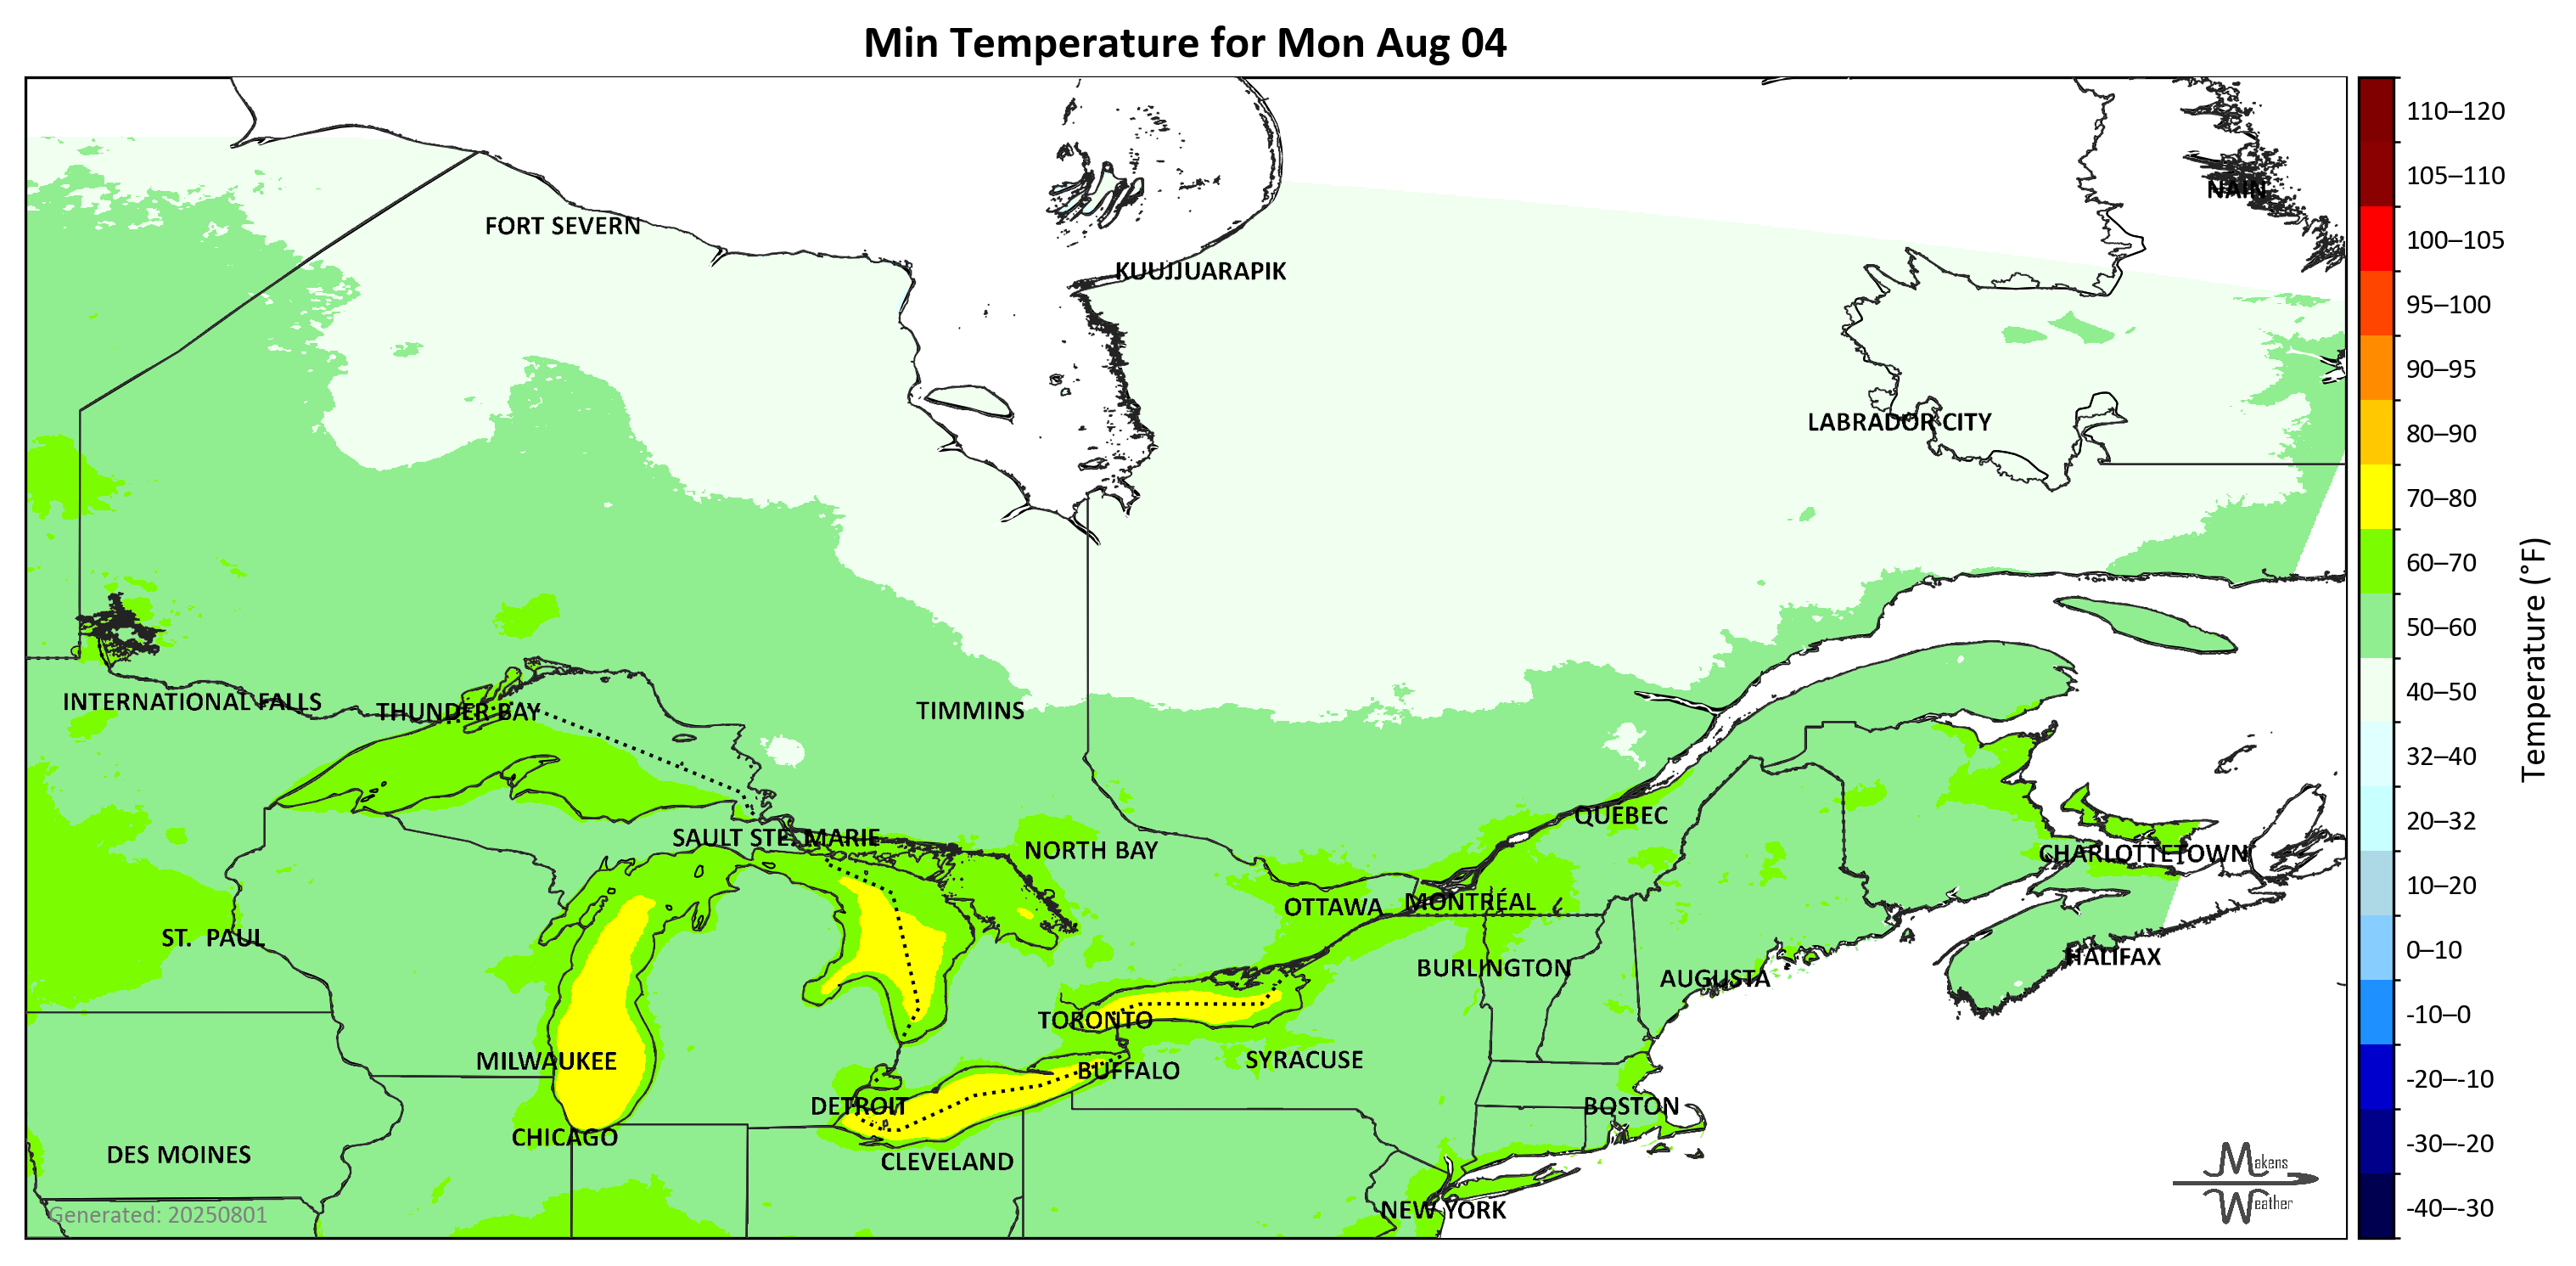 Min Temperature for Mon Aug 04
110–120
105–110
100–105
95–100
90–95
80–90
70–80
60–70
50–60
40–50
32–40
20–32
10–20
0–10
-10–0
-20–-10
-30–-20
-40–-30
Temperature (°F)
NAIN
FORT SEVERN
KUUJJUARAPIK
LABRADOR CITY
INTERNATIONAL FALLS
THUNDER BAY
TIMMINS
QUEBEC
SAULT STE. MARIE
NORTH BAY
CHARLOTTETOWN
OTTAWA
MONTRÉAL
ST. PAUL
HALIFAX
BURLINGTON
AUGUSTA
TORONTO
MILWAUKEE
SYRACUSE
BUFFALO
DETROIT
BOSTON
CHICAGO
DES MOINES
CLEVELAND
NEW YORK
Generated: 20250801
Makens
Weather